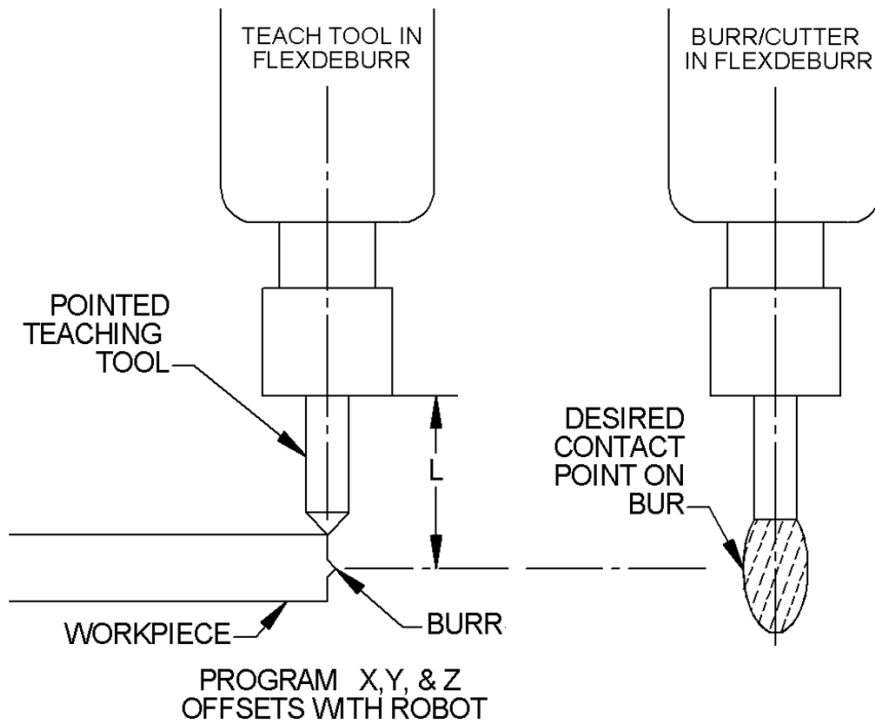 TEACH TOOL IN
FLEXDEBURR
BURR/CUTTER
IN FLEXDEBURR
POINTED
TEACHING
TOOL
L
DESIRED
CONTACT
POINT ON
BUR
WORKPIECE
BURR
PROGRAM X,Y, & Z
OFFSETS WITH ROBOT